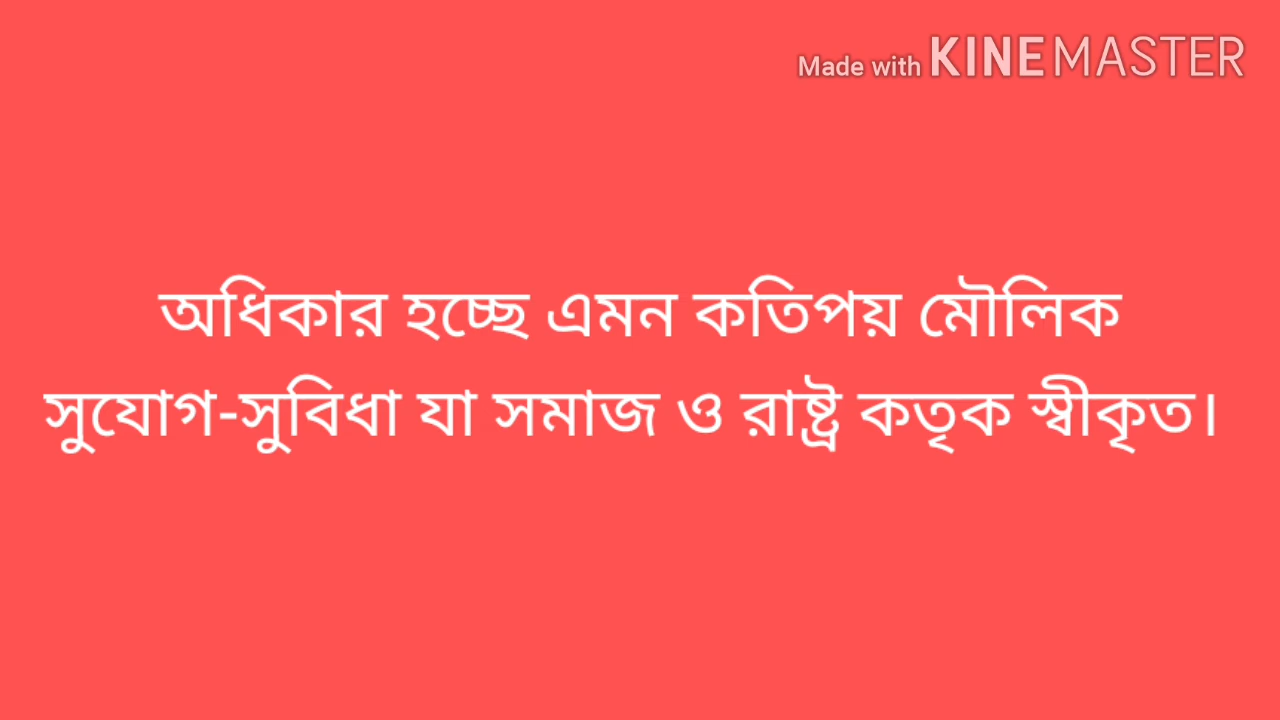 Made with KINEMASTER
অধিকার হচ্ছে এমন কতিপয় মৌলিক
সুযোগ-সুবিধা যা সমাজ ও রাষ্ট্র কতৃক স্বীকৃত।